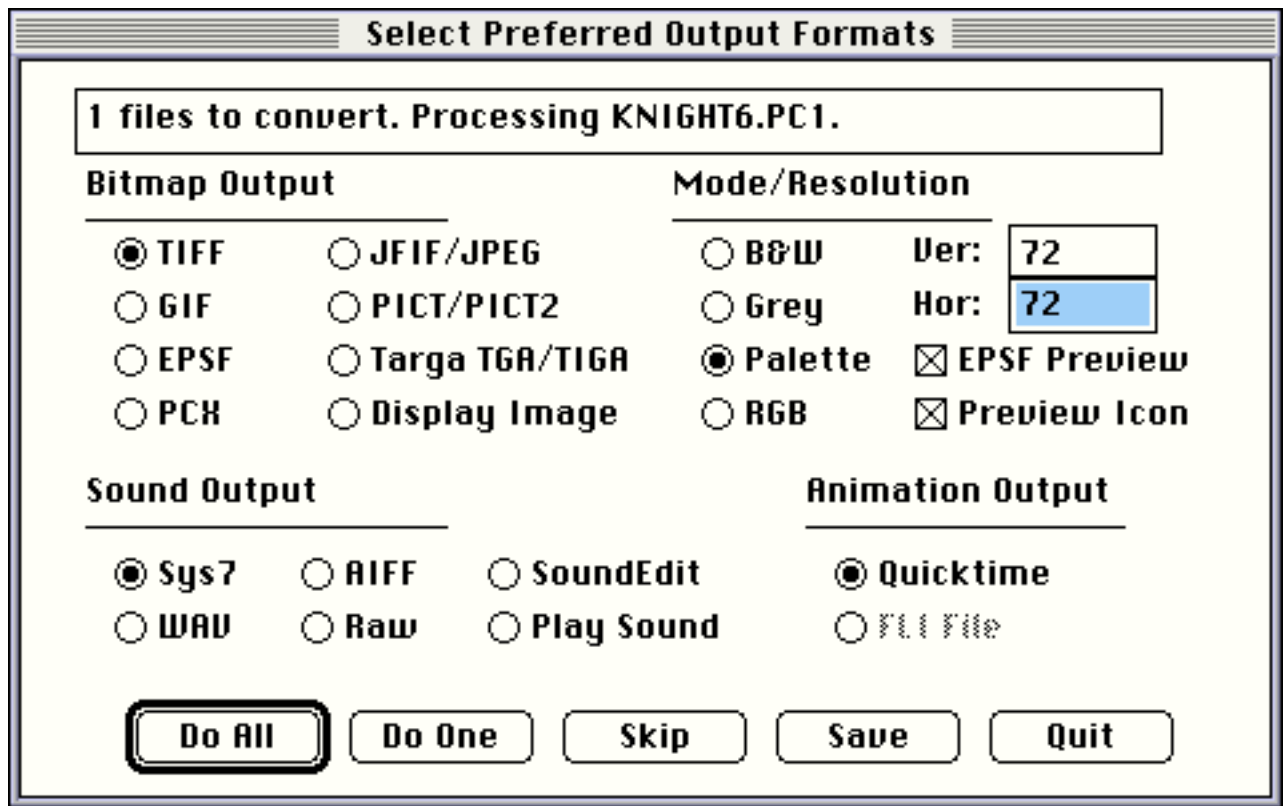 Select Preferred Output Formats
1 files to convert. Processing KNIGHT6.PC1.
Bitmap Output
Mode/Resolution
TIFF JFIF/JPEG
B&W Ver: 72
GIF PICT/PICT2
Grey Hor: 72
EPSF Targa TGA/TIGA
Palette EPSF Preview
PCX Display Image
RGB Preview Icon
Sound Output
Animation Output
Sys7 AIFF SoundEdit
Quicktime
WAV Raw Play Sound
FLI File
Do All Do One Skip Save Quit